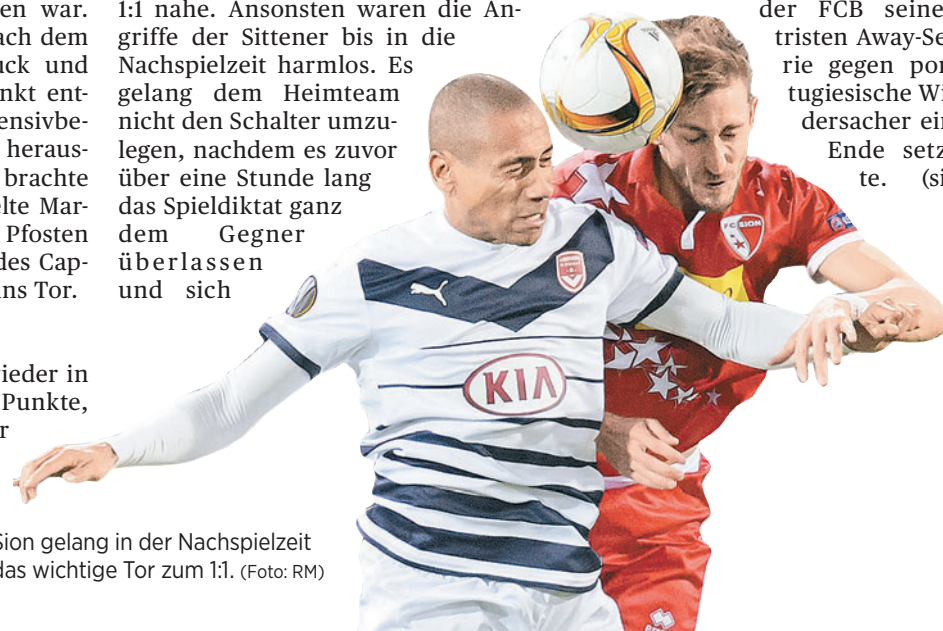 en war.
ach dem
uck und
nkt ent-
ensivbe-
heraus-
brachte
elte Mar-
Pfosten
des Cap-
ins Tor.
ieder in
Punkte,
r
1:1 nahe. Ansonsten waren die An-
griffe der Sittener bis in die
Nachspielzeit harmlos. Es
gelang dem Heimteam
nicht den Schalter umzu-
legen, nachdem es zuvor
über eine Stunde lang
das Spieldiktat ganz
dem Gegner
überlassen
und sich
der FCB seine
tristen Away-Se
rie gegen por
tugiesische Wi
dersacher ein
Ende setz
te. (si
FC SION
KIA
Sion gelang in der Nachspielzeit
das wichtige Tor zum 1:1. (Foto: RM)